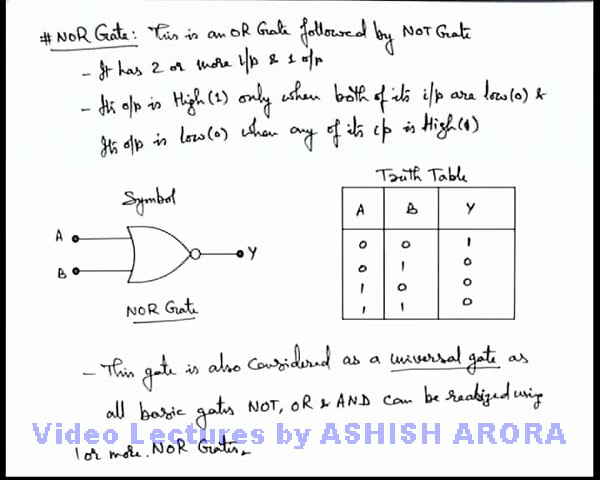 # NOR Gate: This is an OR Gate followed by NOT Gate
- It has 2 or more i/p & 1 o/p
- Its o/p is High(1) only when both of its i/p are low(0) &
Its o/p is low(0) when any of its i/p is High(1)
Symbol
A
B
Y
NOR Gate
Truth Table
A B Y
0 0 1
0 1 0
1 0 0
1 1 0
- This gate is also Considered as a universal gate as
all basic gates NOT, OR & AND can be realized using
1 or more NOR Gates.
Video Lectures by ASHISH ARORA